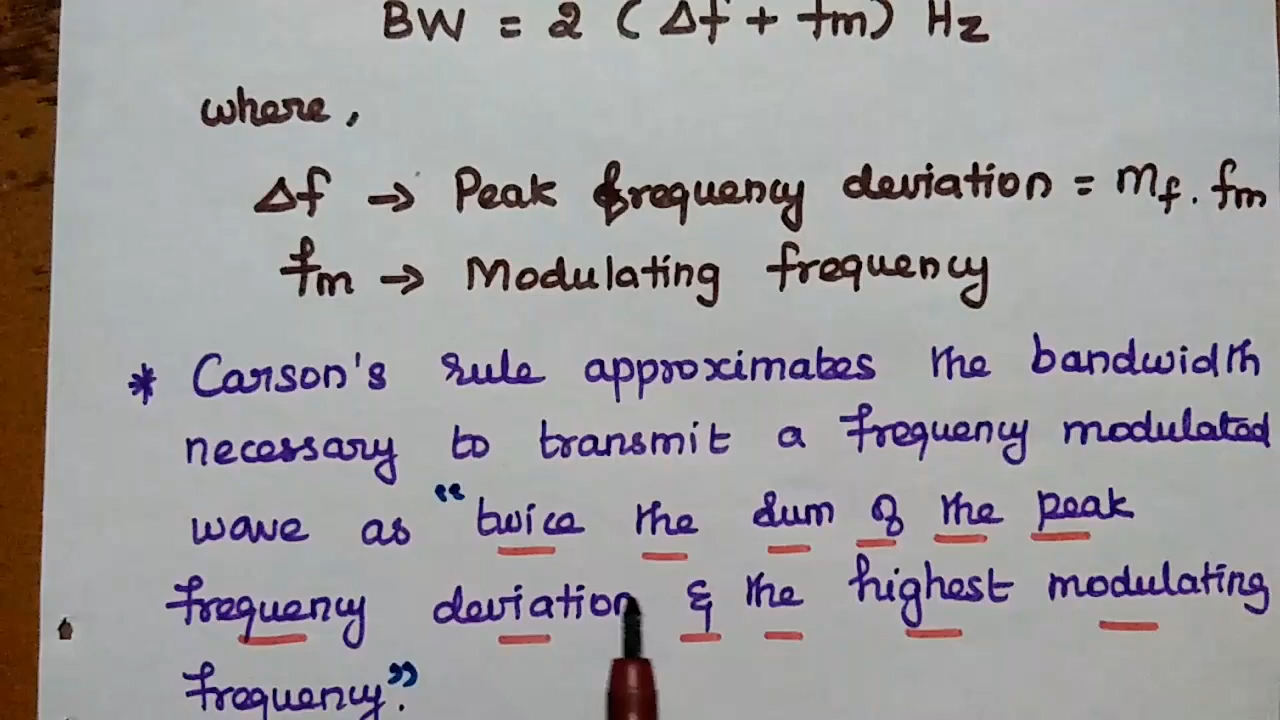 BW = 2 (Δf + fm) Hz
where,
Δf → Peak frequency deviation = mf. fm
fm → Modulating frequency
* Carson's rule approximates the bandwidth
necessary to transmit a frequency modulated
wave as "twice the sum of the peak
frequency deviation & the highest modulating
frequency."